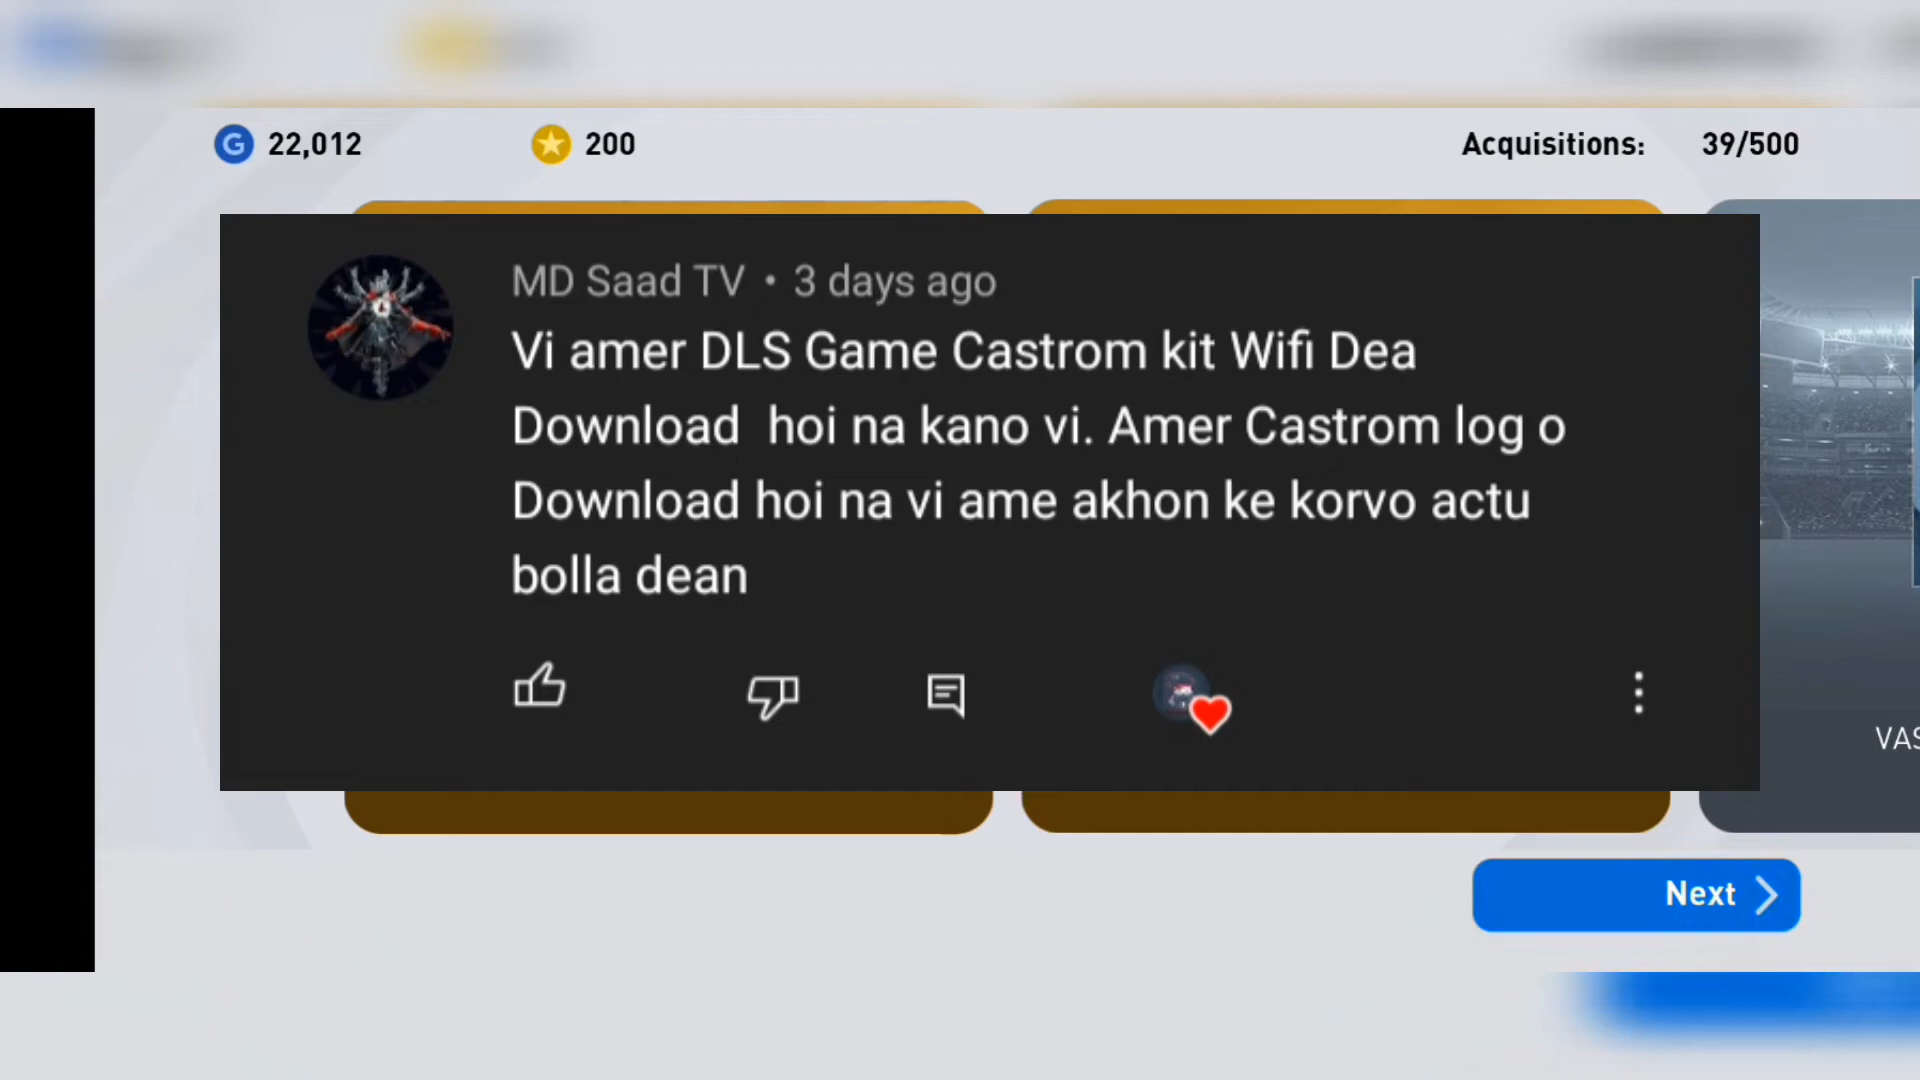 22,012
200
Acquisitions: 39/500
MD Saad TV • 3 days ago
Vi amer DLS Game Castrom kit Wifi Dea
Download hoi na kano vi. Amer Castrom log o
Download hoi na vi ame akhon ke korvo actu
bolla dean
VAS
Next